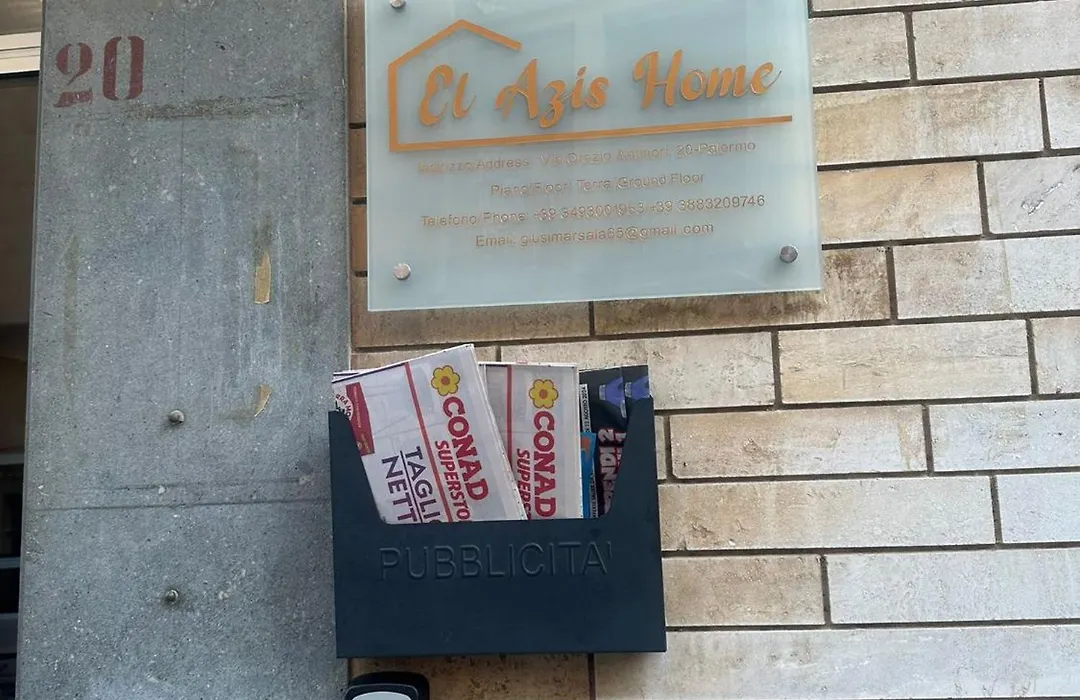 20
El Azis Home
Indirizzo/Address: Via Orazio Antinori, 20-Palermo
Piano/Floor: Terra/Ground Floor
Telefono/Phone: +39 3493001953/+39 3883209746
Email: giusimarsala65@gmail.com
CONAD
SUPERSTO
TAGLI
NETT
CONAD
SUPERS
PUBBLICITA'